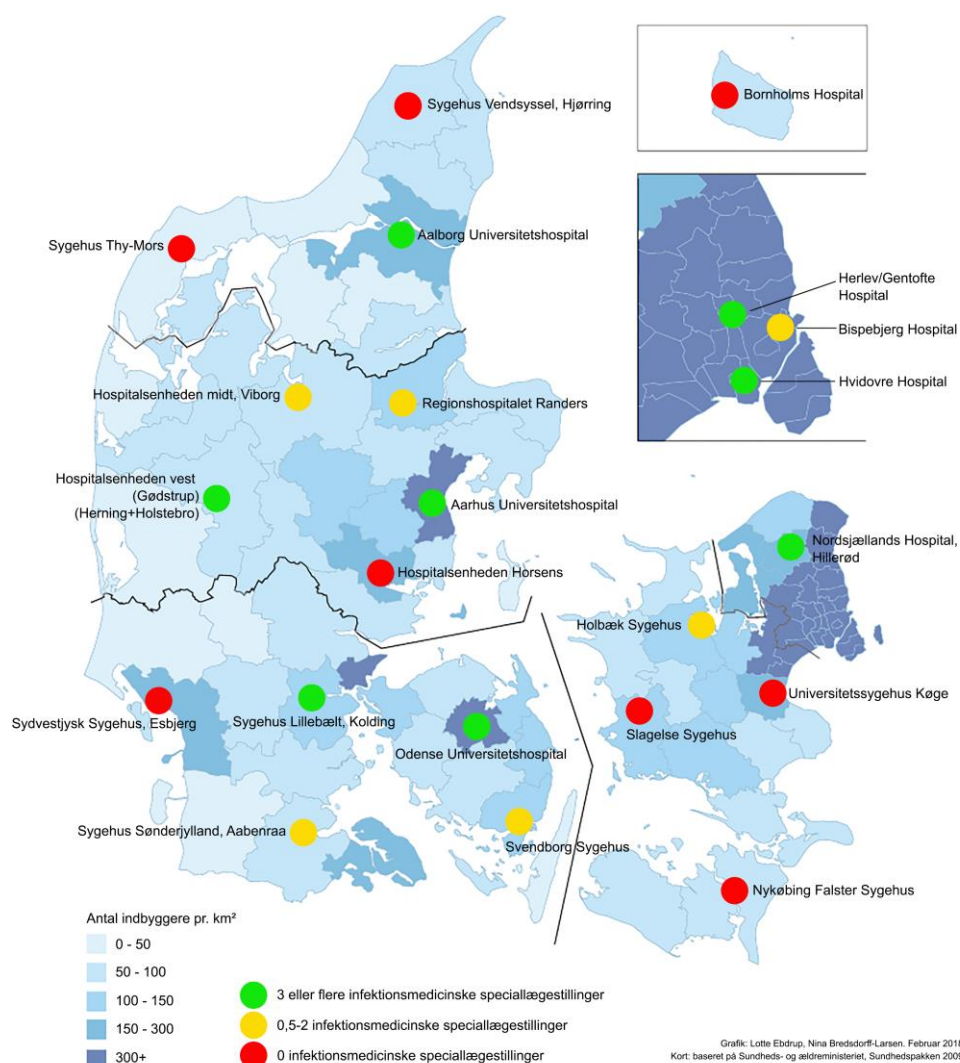 Sygehus Vendsyssel, Hjørring
Bornholms Hospital
Sygehus Thy-Mors
Aalborg Universitetshospital
Herlev/Gentofte
Hospital
Bispebjerg Hospital
Hvidovre Hospital
Hospitalsenheden midt, Viborg
Regionshospitalet Randers
Hospitalsenheden vest
(Gødstrup)
(Herning+Holstebro)
Aarhus Universitetshospital
Nordsjællands Hospital,
Hillerød
Hospitalsenheden Horsens
Holbæk Sygehus
Universitetssygehus Køge
Sydvestjysk Sygehus, Esbjerg
Sygehus Lillebælt, Kolding
Slagelse Sygehus
Odense Universitetshospital
Sygehus Sønderjylland, Aabenraa
Svendborg Sygehus
Nykøbing Falster Sygehus
Antal indbyggere pr. km²
0 - 50
50 - 100
100 - 150
150 - 300
300+
3 eller flere infektionsmedicinske speciallægestillinger
0,5-2 infektionsmedicinske speciallægestillinger
0 infektionsmedicinske speciallægestillinger
Grafik: Lotte Ebdrup, Nina Bredsdorff-Larsen. Februar 2018
Kort: baseret på Sundheds- og ældreministeriet, Sundhedspakken 2009